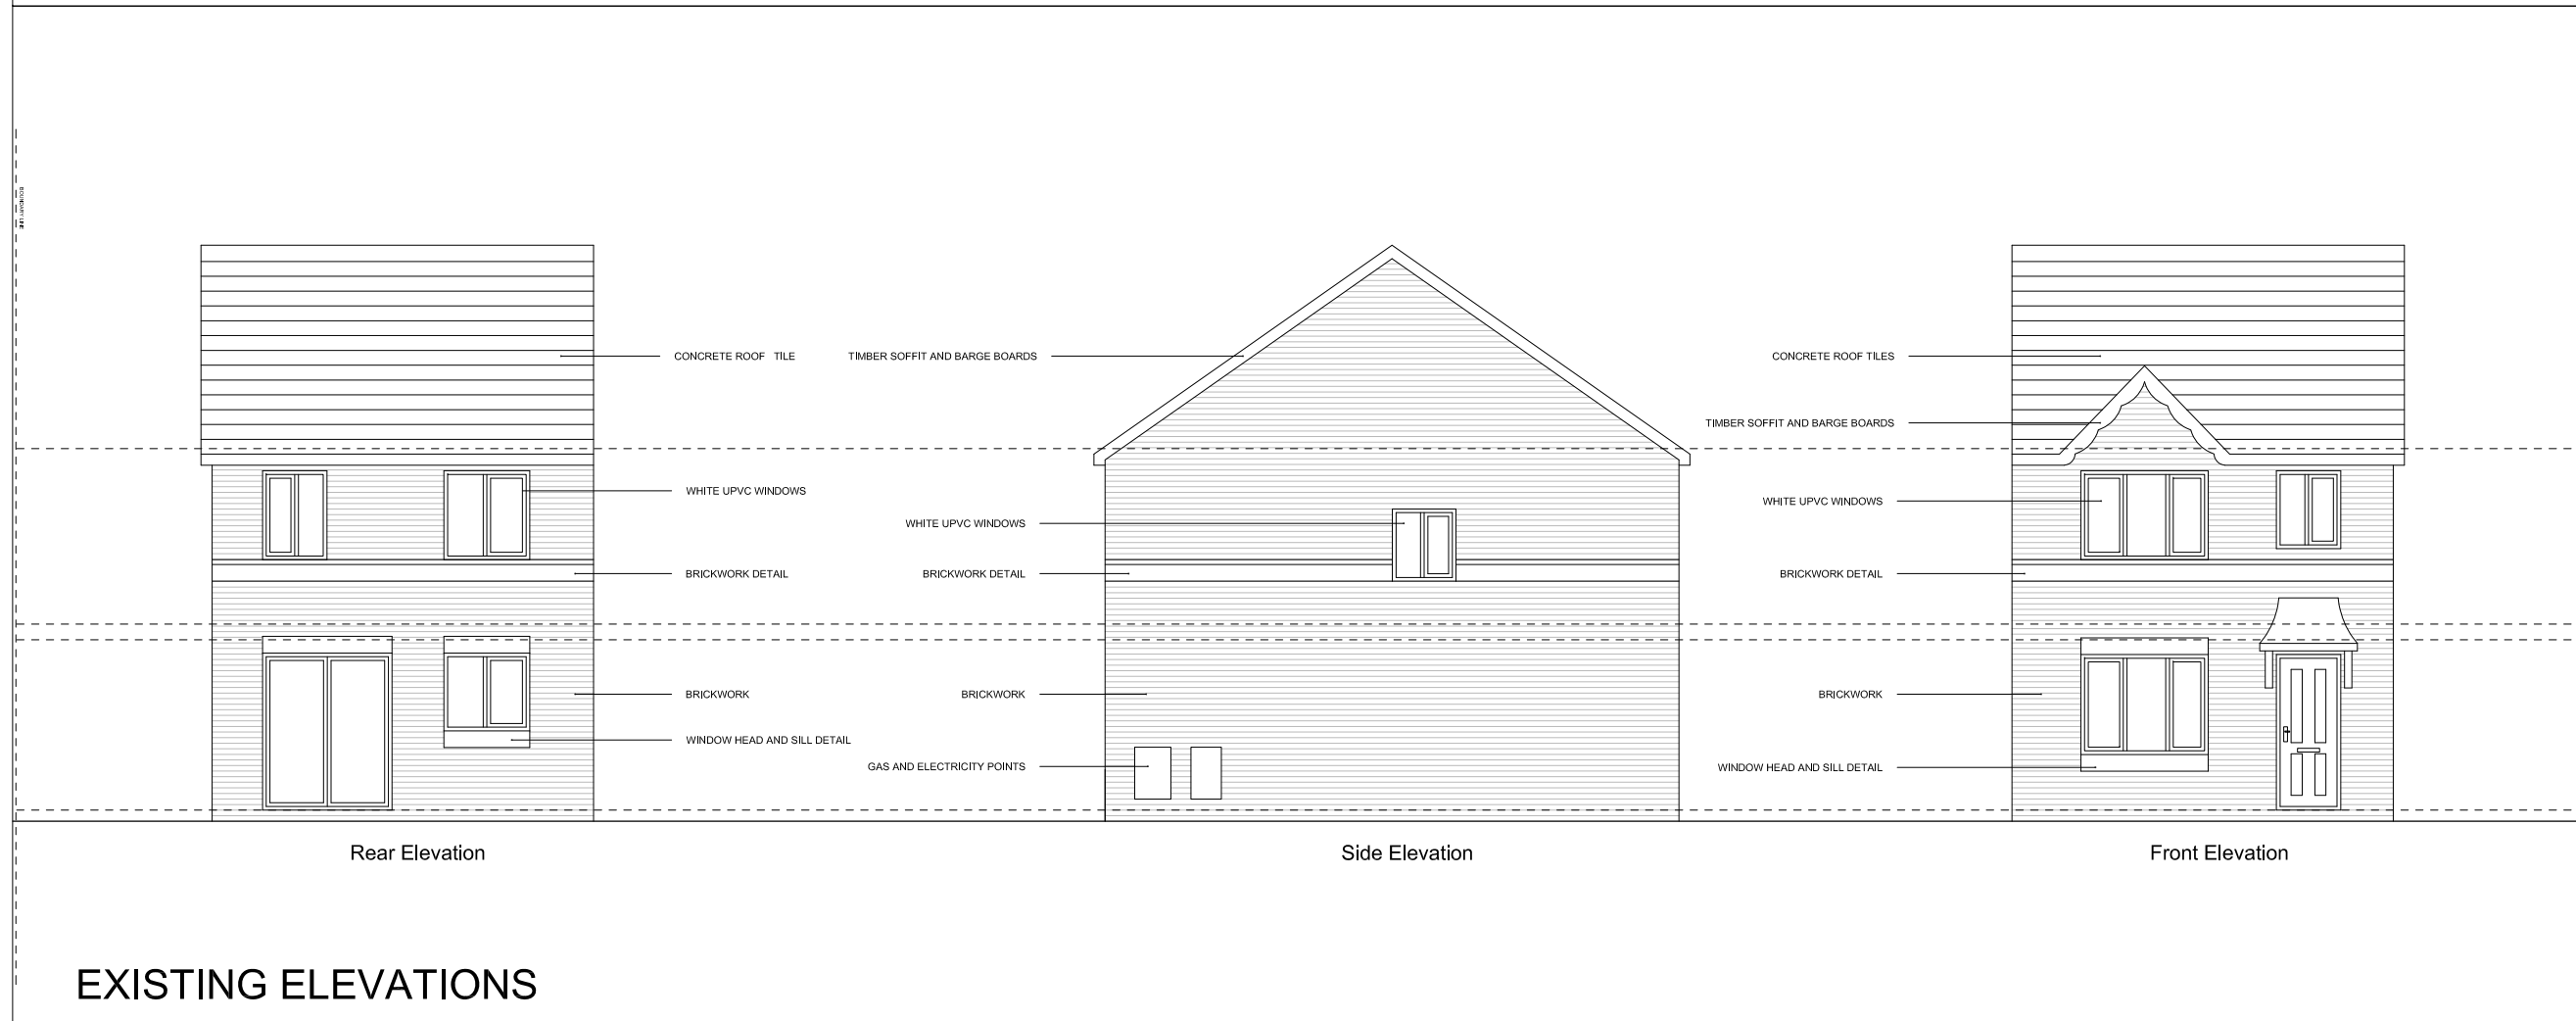 BOUNDARY LINE
CONCRETE ROOF TILE
WHITE UPVC WINDOWS
BRICKWORK DETAIL
BRICKWORK
WINDOW HEAD AND SILL DETAIL
Rear Elevation
TIMBER SOFFIT AND BARGE BOARDS
WHITE UPVC WINDOWS
BRICKWORK DETAIL
BRICKWORK
GAS AND ELECTRICITY POINTS
Side Elevation
CONCRETE ROOF TILES
TIMBER SOFFIT AND BARGE BOARDS
WHITE UPVC WINDOWS
BRICKWORK DETAIL
BRICKWORK
WINDOW HEAD AND SILL DETAIL
Front Elevation
EXISTING ELEVATIONS